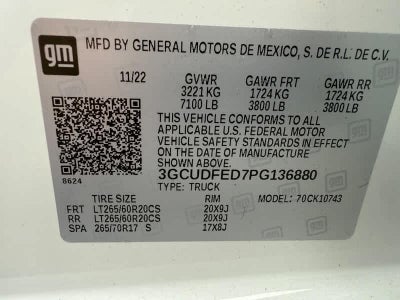 gm
MFD BY GENERAL MOTORS DE MEXICO, S. DE R.L. DE C.V.
11/22 GVWR GAWR FRT GAWR RR
3221 KG 1724 KG 1724 KG
7100 LB 3800 LB 3800 LB
THIS VEHICLE CONFORMS TO ALL
APPLICABLE U.S. FEDERAL MOTOR
VEHICLE SAFETY STANDARDS IN EFFECT
ON THE DATE OF MANUFACTURE SHOWN ABOVE.
8624 3GCUDFED7PG136880
TYPE: TRUCK
TIRE SIZE RIM MODEL: 70CK10743
FRT LT265/60R20CS 20X9J
RR LT265/60R20CS 20X9J
SPA 265/70R17 S 17X8J